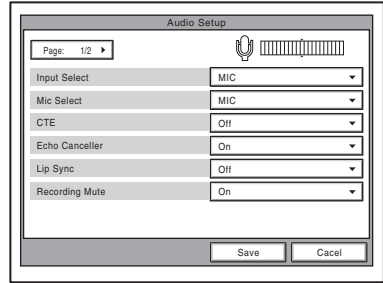 Audio Setup
Page: 1/2
Input Select MIC
Mic Select MIC
CTE Off
Echo Canceller On
Lip Sync Off
Recording Mute On
Save Cacel